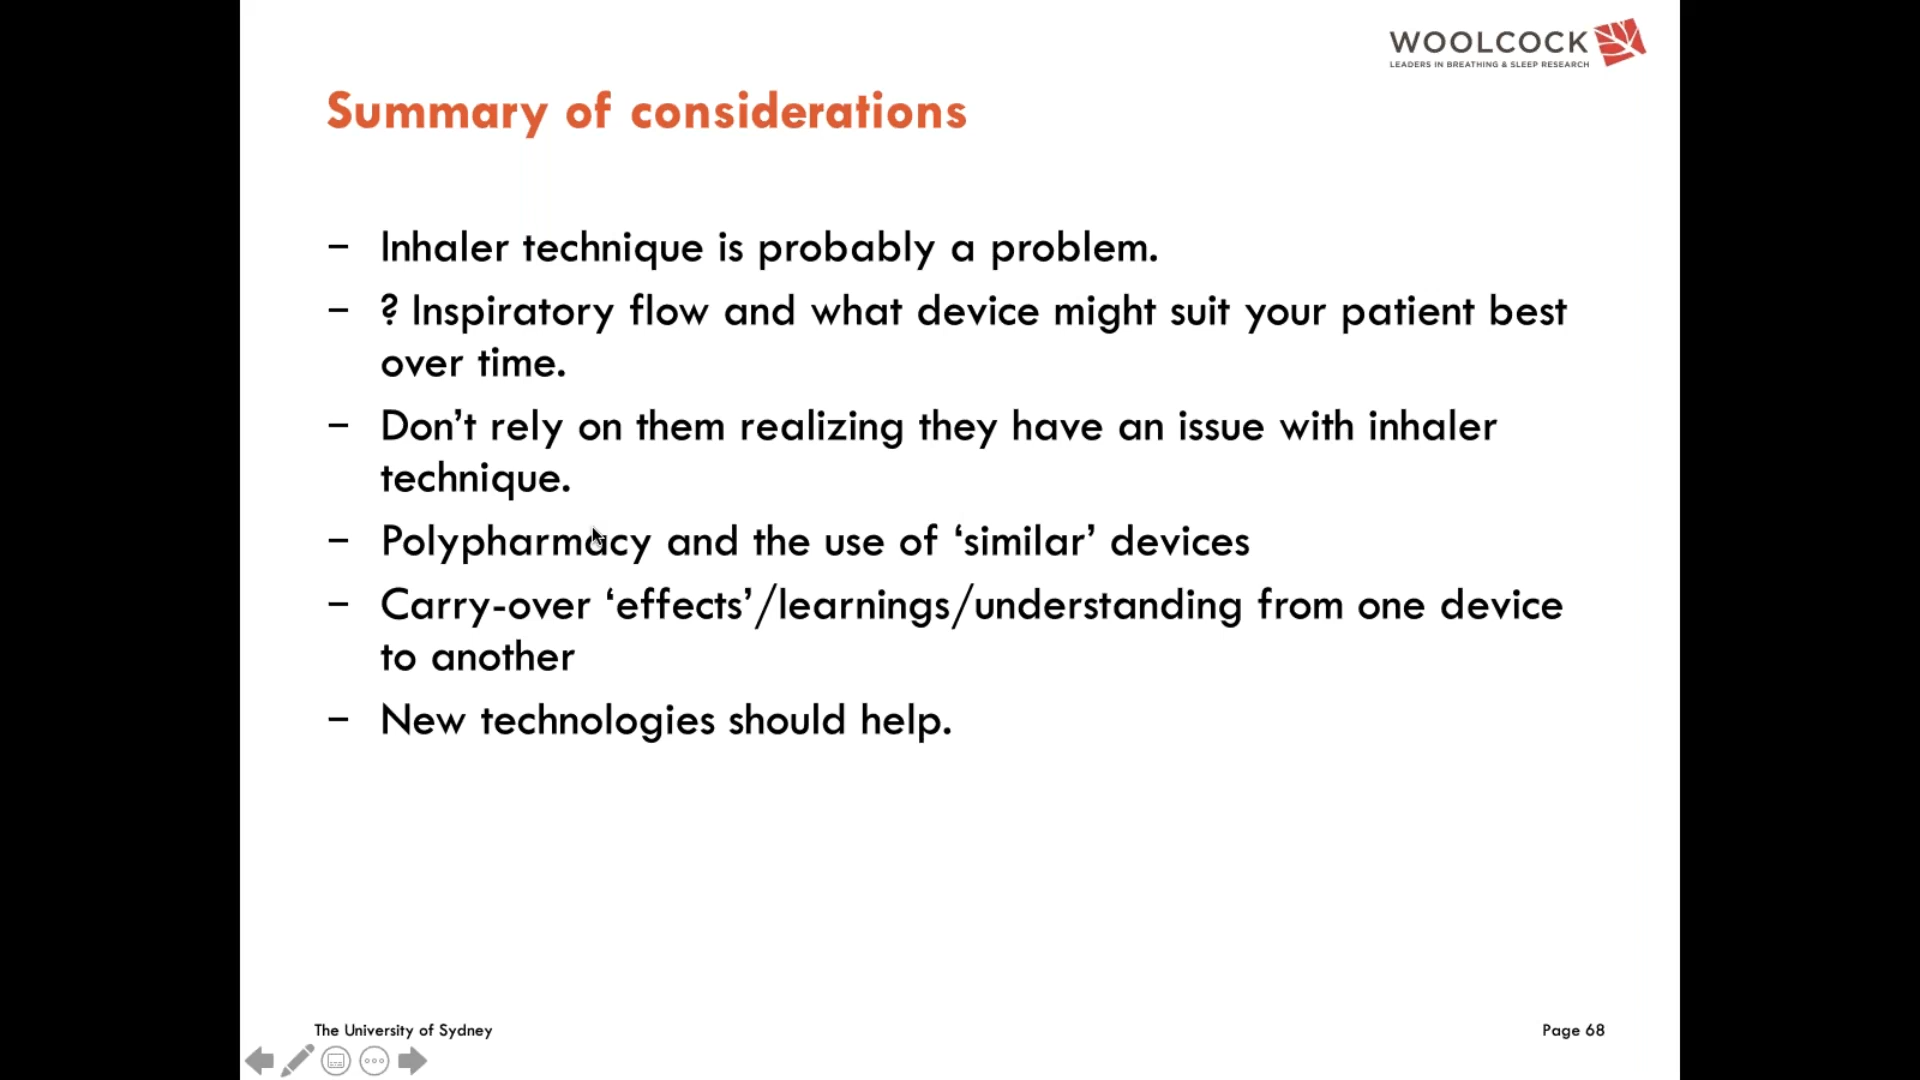 WOOLCOCK
LEADERS IN BREATHING & SLEEP RESEARCH
Summary of considerations
– Inhaler technique is probably a problem.
– ? Inspiratory flow and what device might suit your patient best
over time.
– Don’t rely on them realizing they have an issue with inhaler
technique.
– Polypharmacy and the use of ‘similar’ devices
– Carry-over ‘effects’/learnings/understanding from one device
to another
– New technologies should help.
The University of Sydney
Page 68